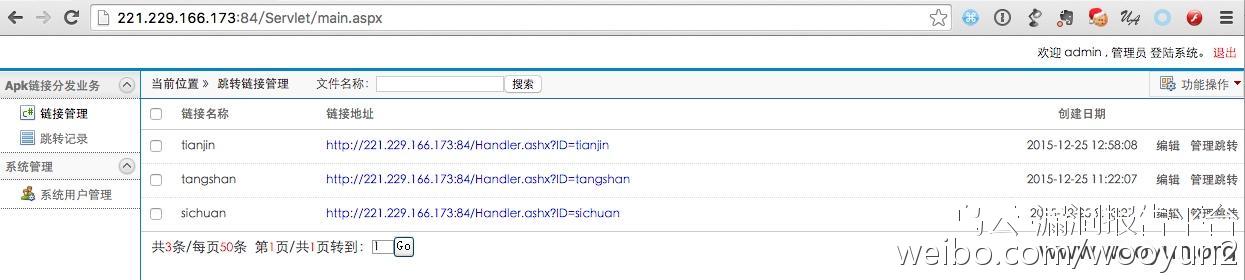 221.229.166.173:84/Servlet/main.aspx
欢迎 admin , 管理员 登陆系统。 退出
Apk链接分发业务
当前位置 » 跳转链接管理 文件名称: 搜索 功能操作
链接管理
跳转记录
系统管理
系统用户管理
链接名称 链接地址 创建日期
tianjin http://221.229.166.173:84/Handler.ashx?ID=tianjin 2015-12-25 12:58:08 编辑 管理跳转
tangshan http://221.229.166.173:84/Handler.ashx?ID=tangshan 2015-12-25 11:22:07 编辑 管理跳转
sichuan http://221.229.166.173:84/Handler.ashx?ID=sichuan 编辑
共3条/每页50条 第1页/共1页转到: 1 Go
weibo.com/wooyun2
www.wooyun.org